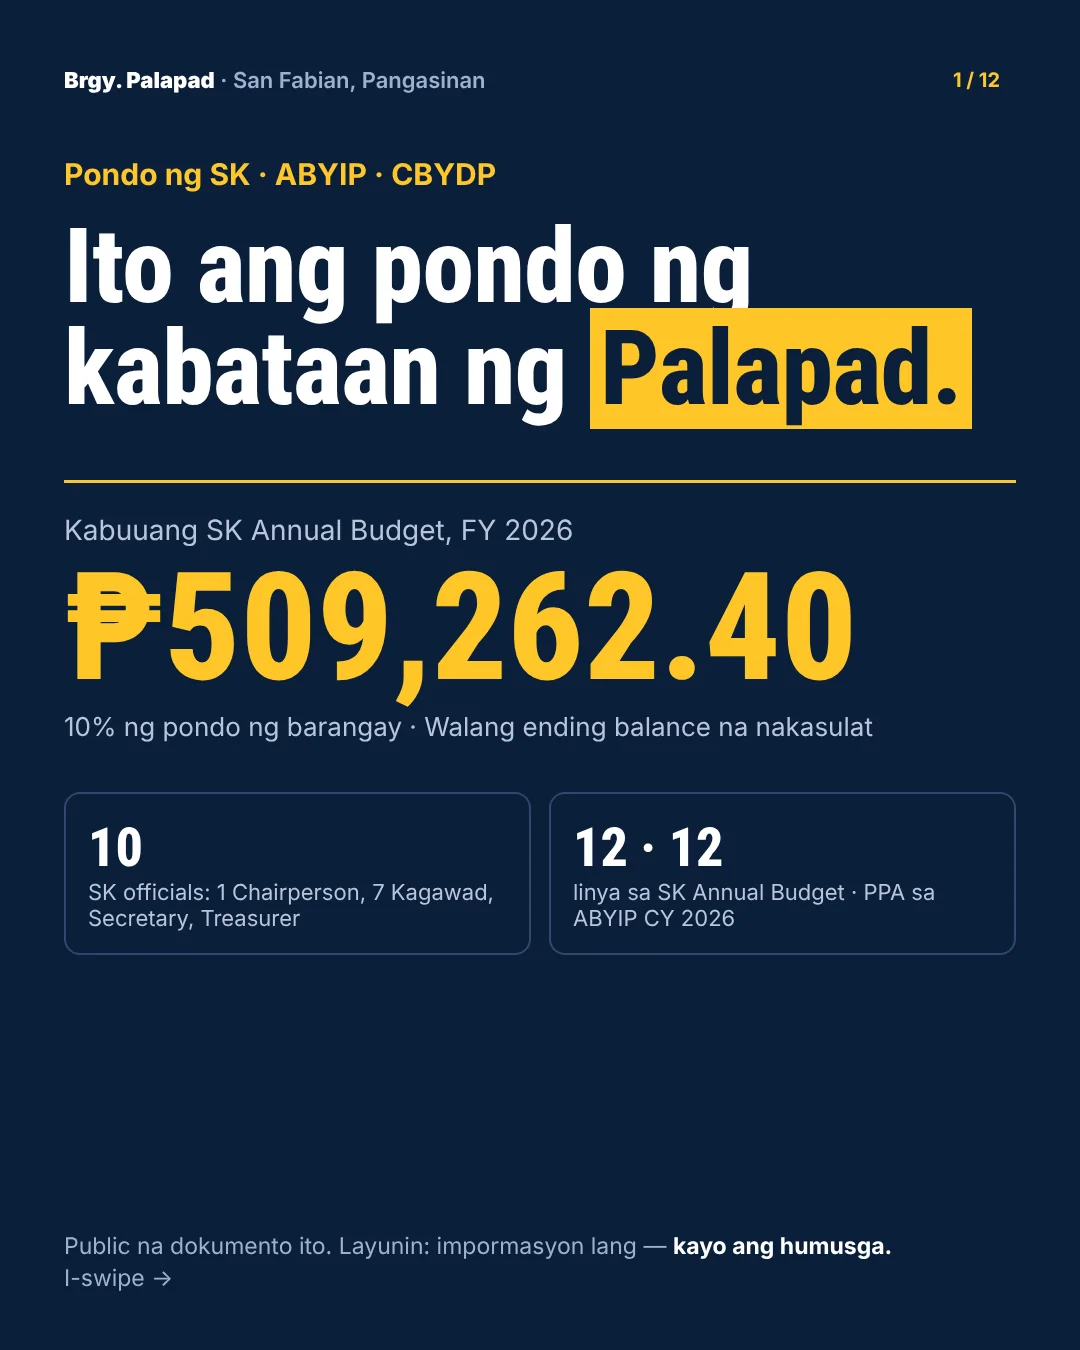 Brgy. Palapad · San Fabian, Pangasinan
1 / 12
Pondo ng SK · ABYIP · CBYDP
Ito ang pondo ng
kabataan ng Palapad.
Kabuuang SK Annual Budget, FY 2026
₱509,262.40
10% ng pondo ng barangay · Walang ending balance na nakasulat
10
SK officials: 1 Chairperson, 7 Kagawad,
Secretary, Treasurer
12 · 12
linya sa SK Annual Budget · PPA sa
ABYIP CY 2026
Public na dokumento ito. Layunin: impormasyon lang — kayo ang humusga.
I-swipe →